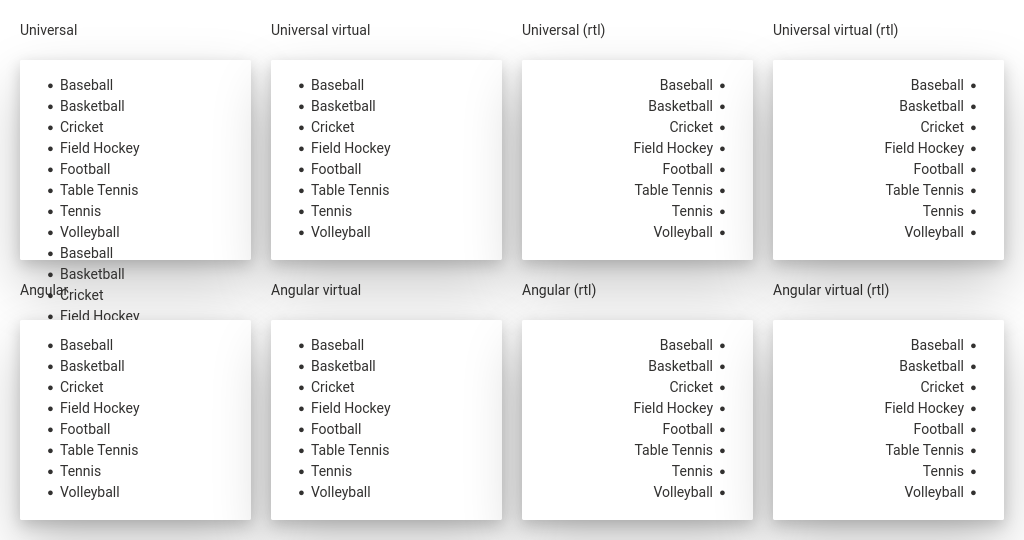 Universal
• Baseball
• Basketball
• Cricket
• Field Hockey
• Football
• Table Tennis
• Tennis
• Volleyball
• Baseball
• Basketball
• Cricket
• Field Hockey
Universal virtual
• Baseball
• Basketball
• Cricket
• Field Hockey
• Football
• Table Tennis
• Tennis
• Volleyball
Universal (rtl)
Baseball •
Basketball •
Cricket •
Field Hockey •
Football •
Table Tennis •
Tennis •
Volleyball •
Universal virtual (rtl)
Baseball •
Basketball •
Cricket •
Field Hockey •
Football •
Table Tennis •
Tennis •
Volleyball •
Angular
• Baseball
• Basketball
• Cricket
• Field Hockey
• Football
• Table Tennis
• Tennis
• Volleyball
Angular virtual
• Baseball
• Basketball
• Cricket
• Field Hockey
• Football
• Table Tennis
• Tennis
• Volleyball
Angular (rtl)
Baseball •
Basketball •
Cricket •
Field Hockey •
Football •
Table Tennis •
Tennis •
Volleyball •
Angular virtual (rtl)
Baseball •
Basketball •
Cricket •
Field Hockey •
Football •
Table Tennis •
Tennis •
Volleyball •